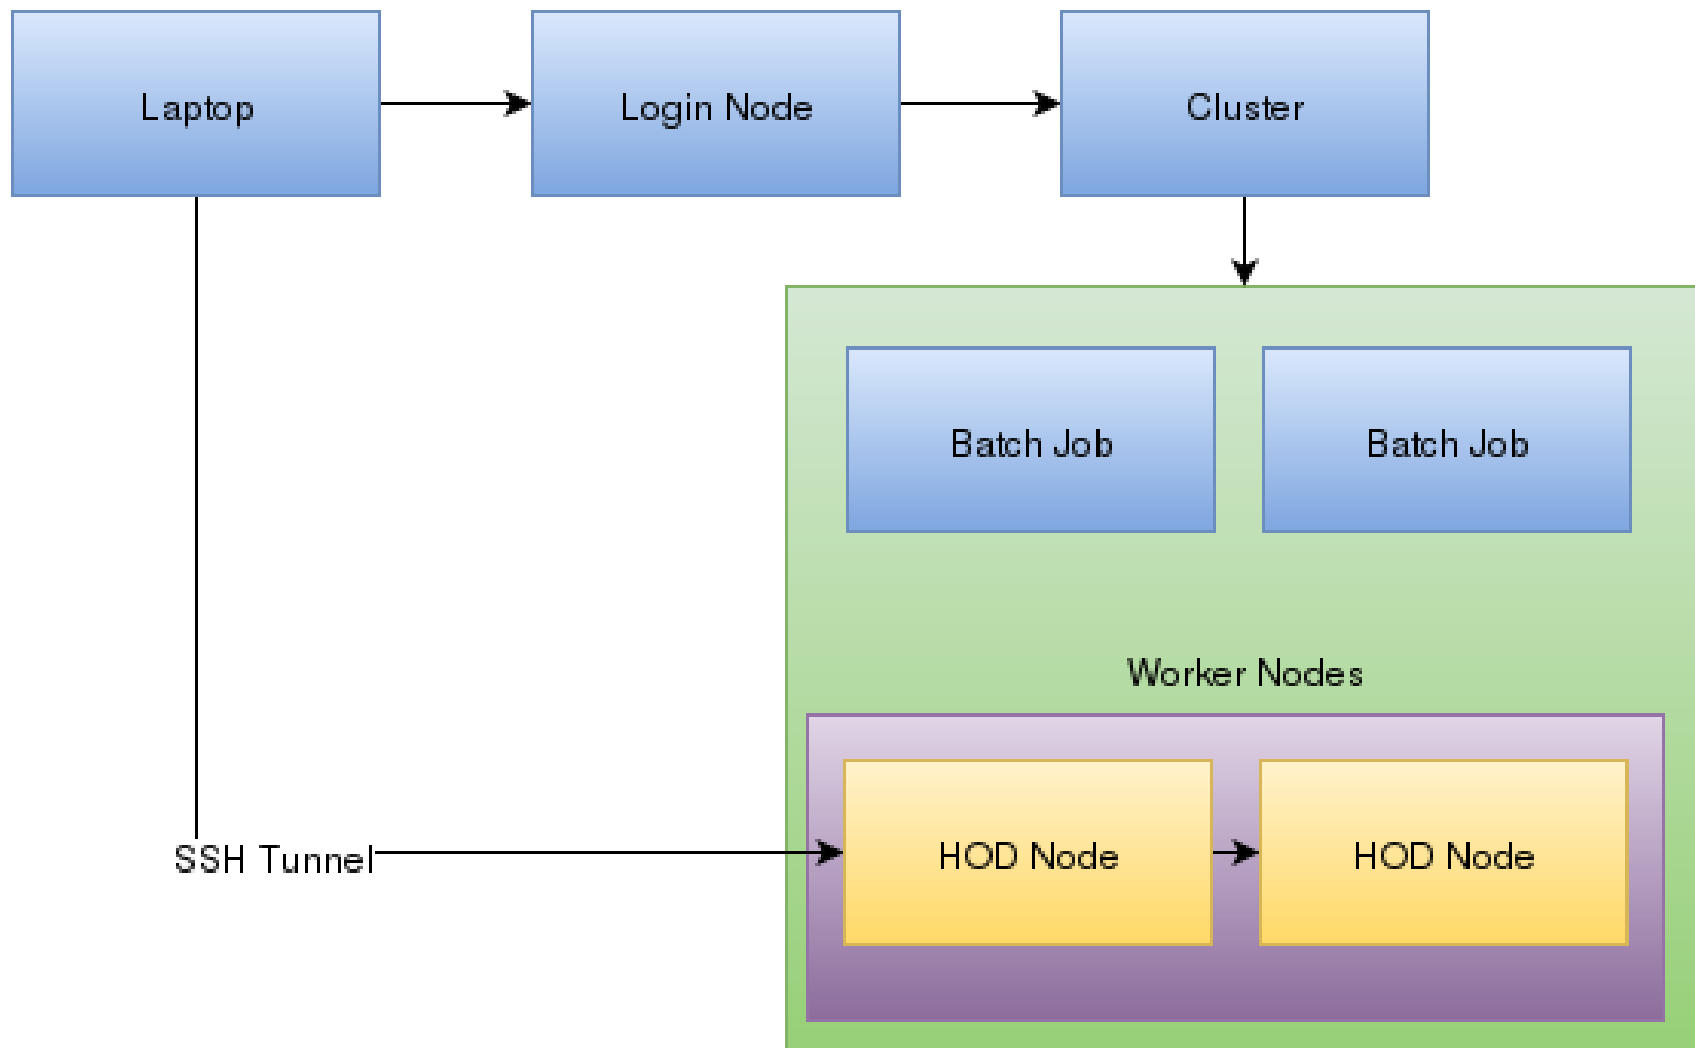 Laptop
Login Node
Cluster
Batch Job
Batch Job
Worker Nodes
SSH Tunnel
HOD Node
HOD Node